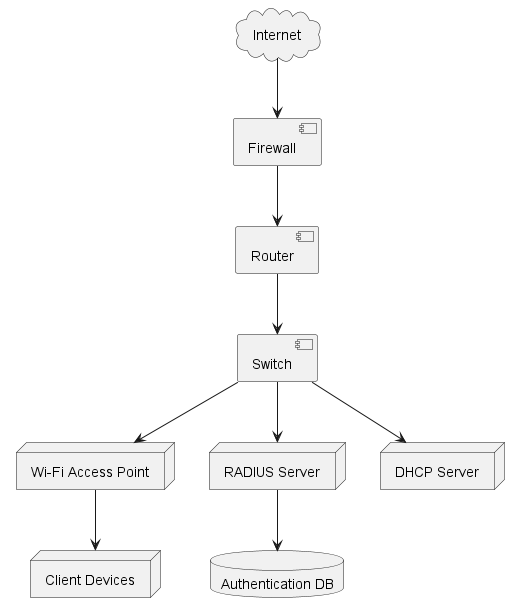 Internet
Firewall
Router
Switch
Wi-Fi Access Point
RADIUS Server
DHCP Server
Client Devices
Authentication DB